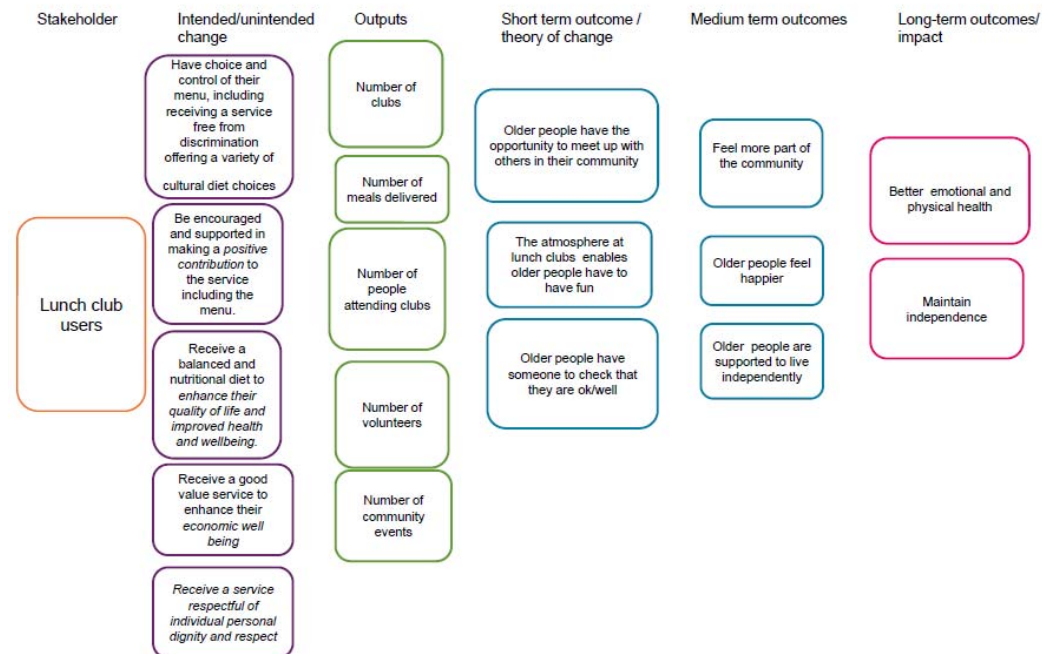 Stakeholder
Intended/unintended
change
Outputs
Short term outcome /
theory of change
Medium term outcomes
Long-term outcomes/
impact
Lunch club
users
Have choice and
control of their
menu, including
receiving a service
free from
discrimination
offering a variety of
cultural diet choices
Be encouraged
and supported in
making a positive
contribution to
the service
including the
menu.
Receive a
balanced and
nutritional diet to
enhance their
quality of life and
improved health
and wellbeing.
Receive a good
value service to
enhance their
economic well
being
Receive a service
respectful of
individual personal
dignity and respect
Number of
clubs
Number of
meals delivered
Number of
people
attending clubs
Number of
volunteers
Number of
community
events
Older people have the
opportunity to meet up with
others in their community
The atmosphere at
lunch clubs enables
older people have to
have fun
Older people have
someone to check that
they are ok/well
Feel more part of
the community
Older people feel
happier
Older people are
supported to live
independently
Better emotional and
physical health
Maintain
independence